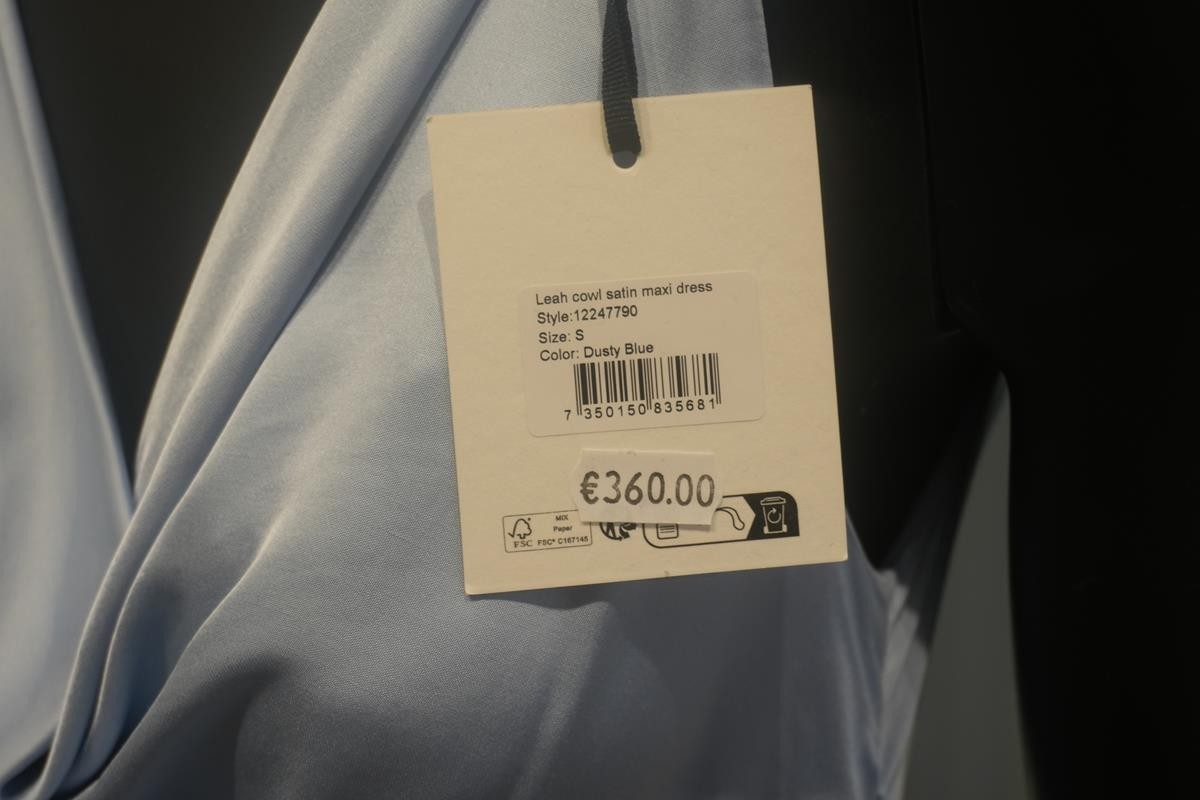 Leah cowl satin maxi dress
Style:12247790
Size: S
Color: Dusty Blue
7 350150 835681
€360.00
MIX
Paper
FSC
FSC® C167145